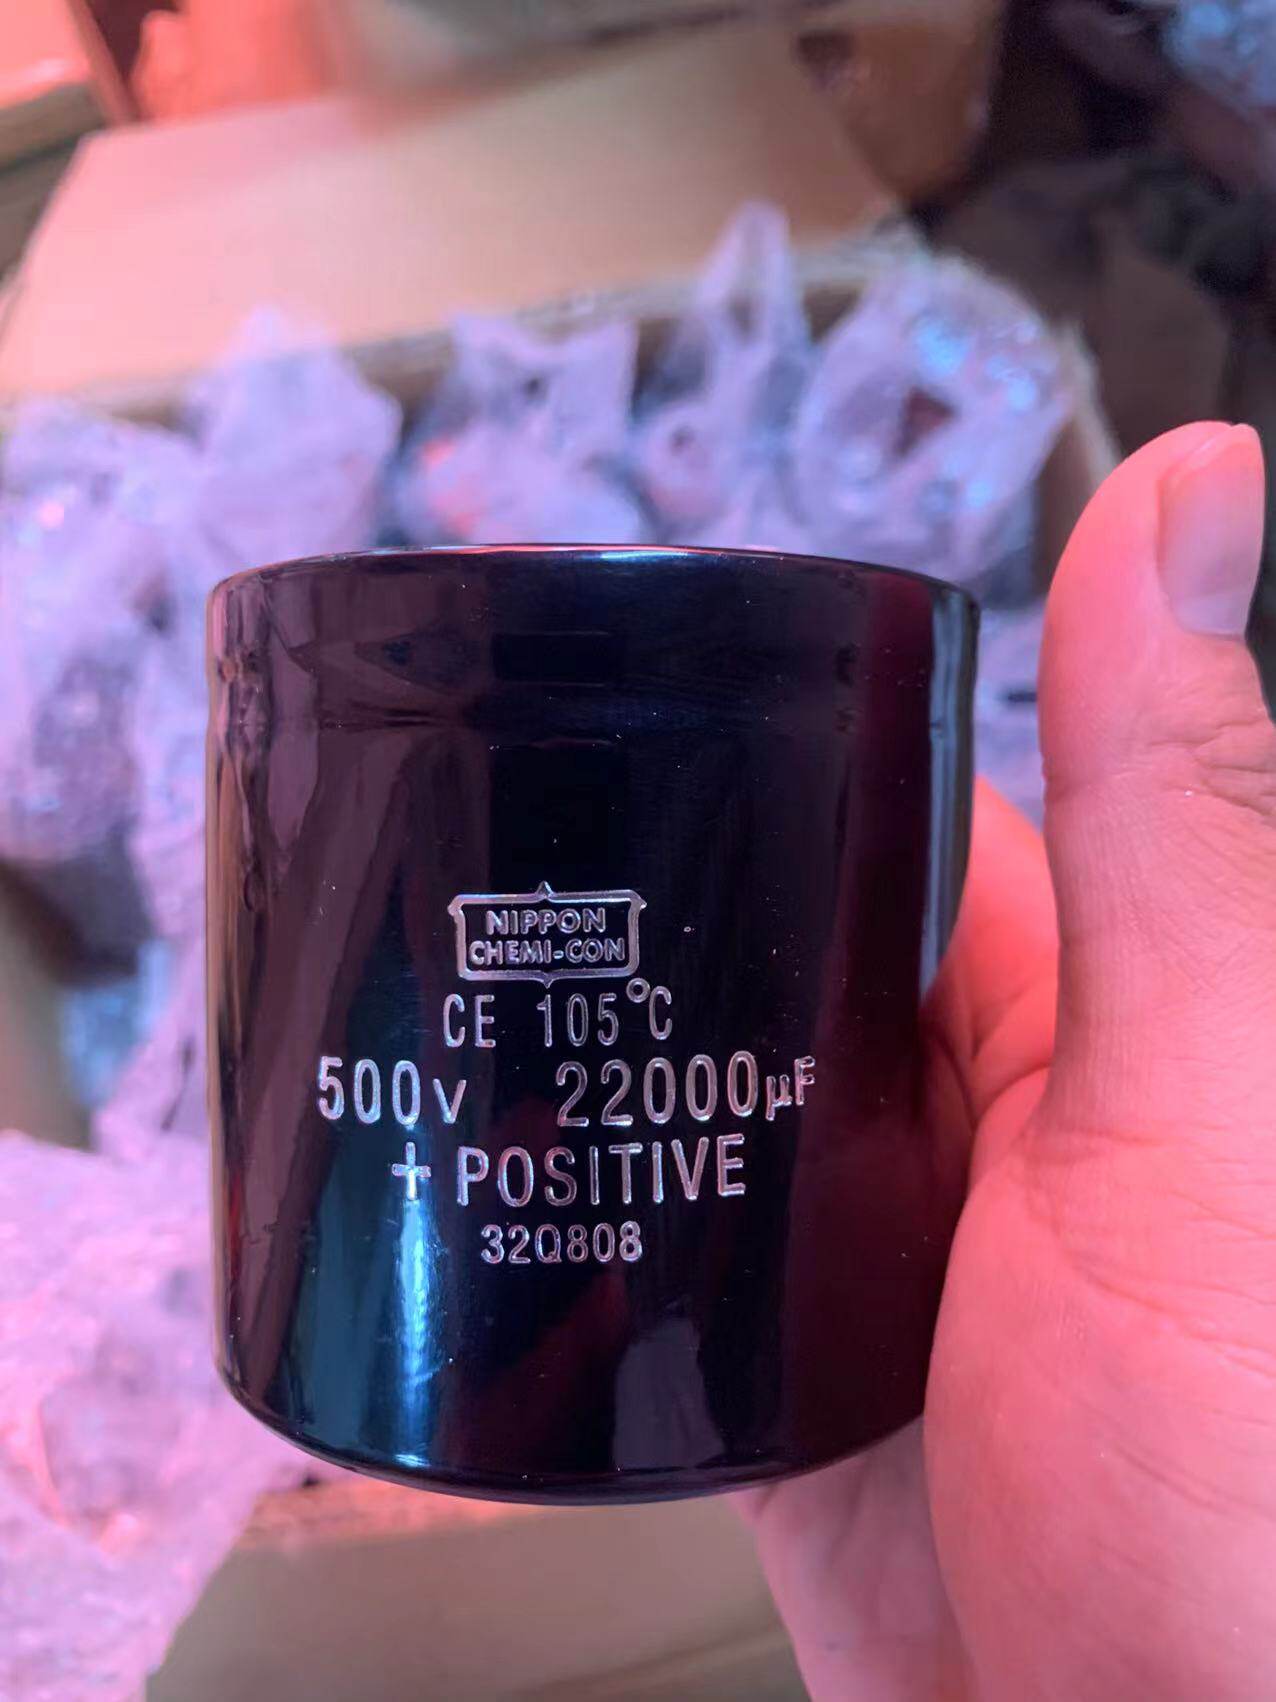 NIPPON
CHEMI-CON
CE 105°C
500V 22000µF
+ POSITIVE
32Q808